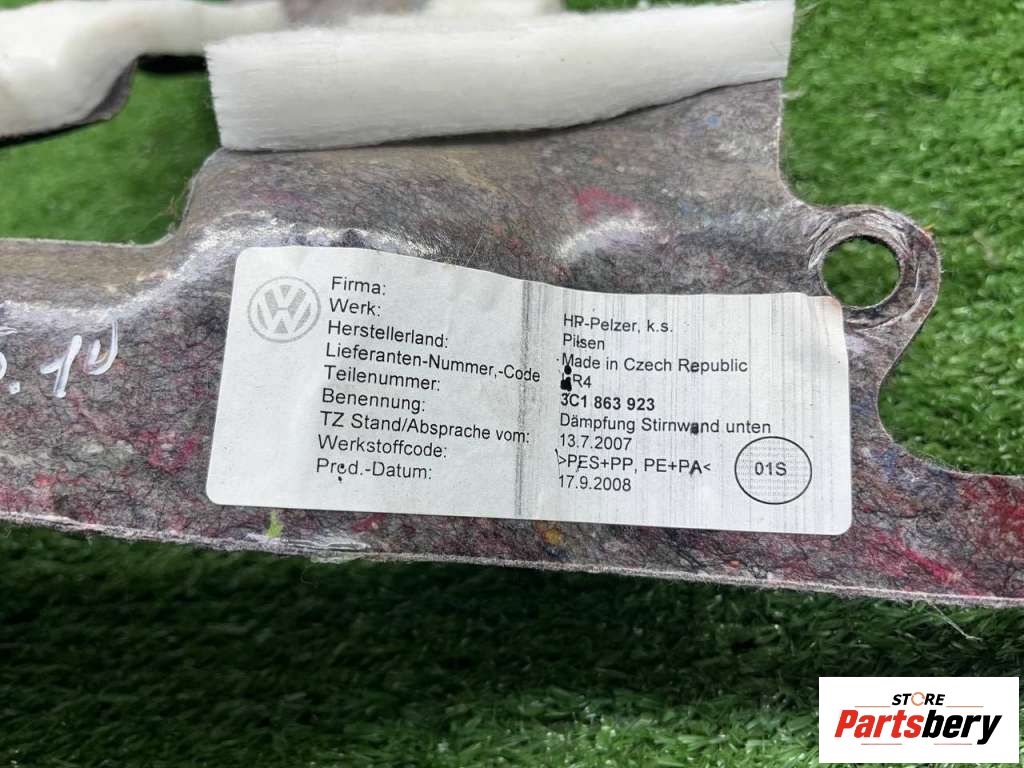 Firma: HR-Pelzer, k.s.
Werk: Pilsen
Herstellerland: Made in Czech Republic
Lieferanten-Nummer,-Code R4
Teilenummer: 3C1 863 923
Benennung: Dämpfung Stirnwand unten
TZ Stand/Absprache vom: 13.7.2007
Werkstoffcode: >PES+PP, PE+PA<
Prod.-Datum: 17.9.2008
01S
STORE
Partsbery